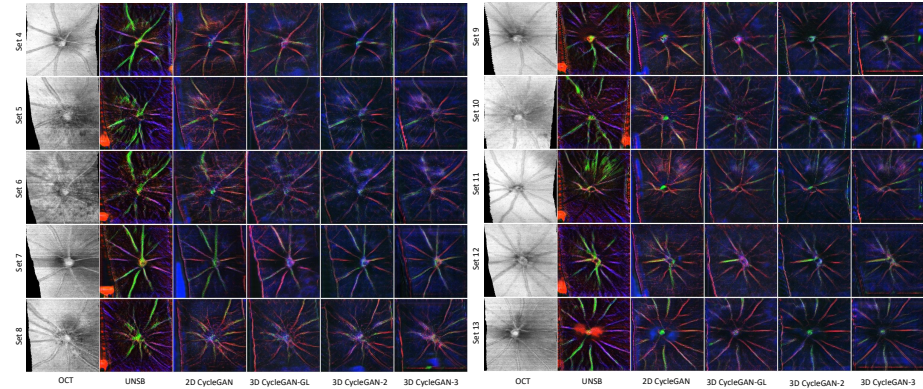 Set 4
Set 5
Set 6
Set 7
Set 8
OCT UNSB 2D CycleGAN 3D CycleGAN-GL 3D CycleGAN-2 3D CycleGAN-3
Set 9
Set 10
Set 11
Set 12
Set 13
OCT UNSB 2D CycleGAN 3D CycleGAN-GL 3D CycleGAN-2 3D CycleGAN-3